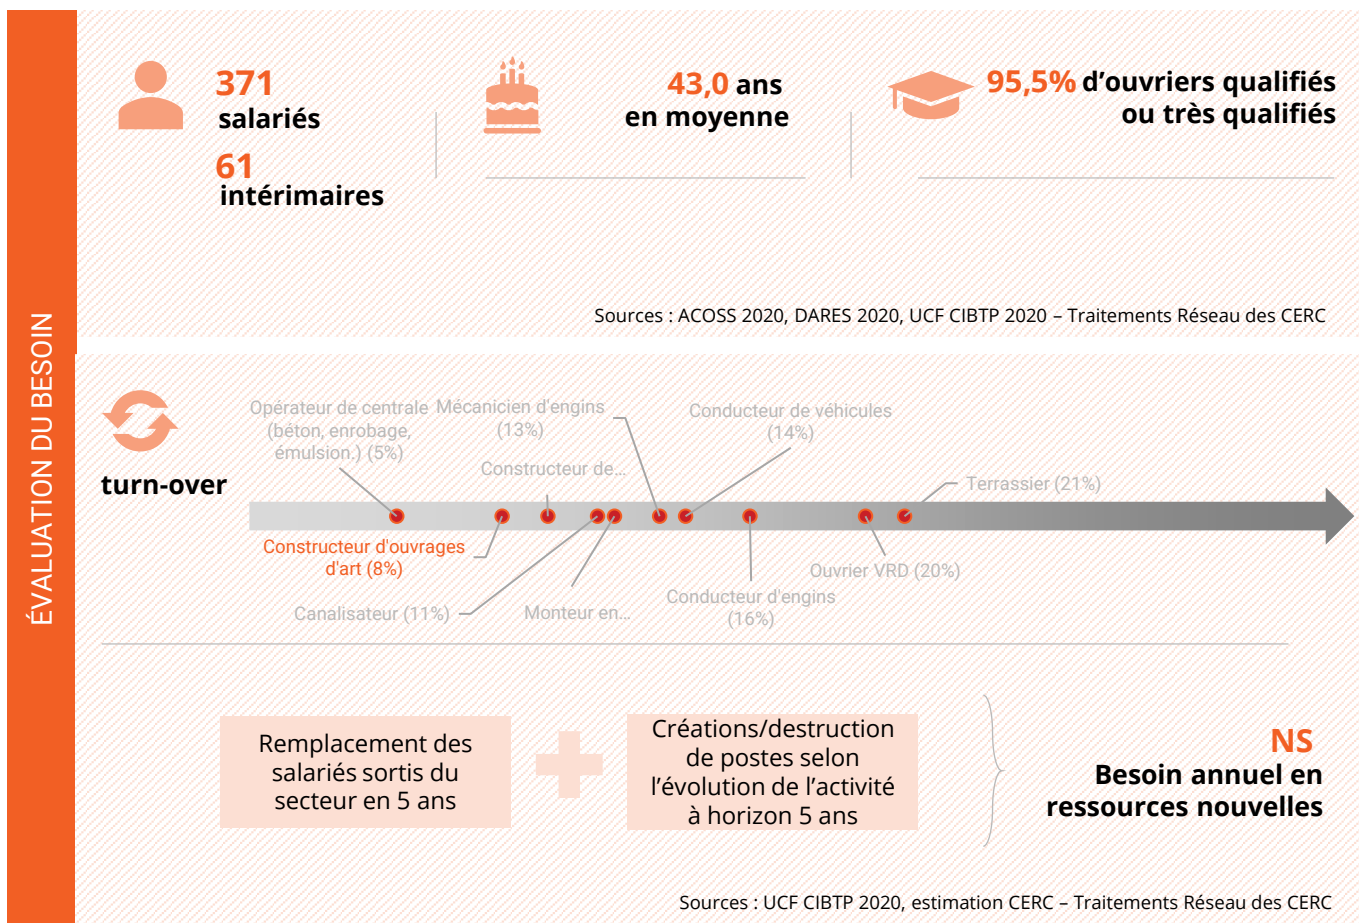 ÉVALUATION DU BESOIN
371
salariés
61
intérimaires
43,0 ans
en moyenne
95,5% d'ouvriers qualifiés
ou très qualifiés
Sources : ACOSS 2020, DARES 2020, UCF CIBTP 2020 – Traitements Réseau des CERC
turn-over
Opérateur de centrale
(béton, enrobage,
émulsion.) (5%)
Mécanicien d'engins
(13%)
Constructeur de...
Conducteur de véhicules
(14%)
Terrassier (21%)
Constructeur d'ouvrages
d'art (8%)
Canalisateur (11%)
Monteur en...
Conducteur d'engins
(16%)
Ouvrier VRD (20%)
Remplacement des
salariés sortis du
secteur en 5 ans
Créations/destruction
de postes selon
l'évolution de l'activité
à horizon 5 ans
NS
Besoin annuel en
ressources nouvelles
Sources : UCF CIBTP 2020, estimation CERC – Traitements Réseau des CERC